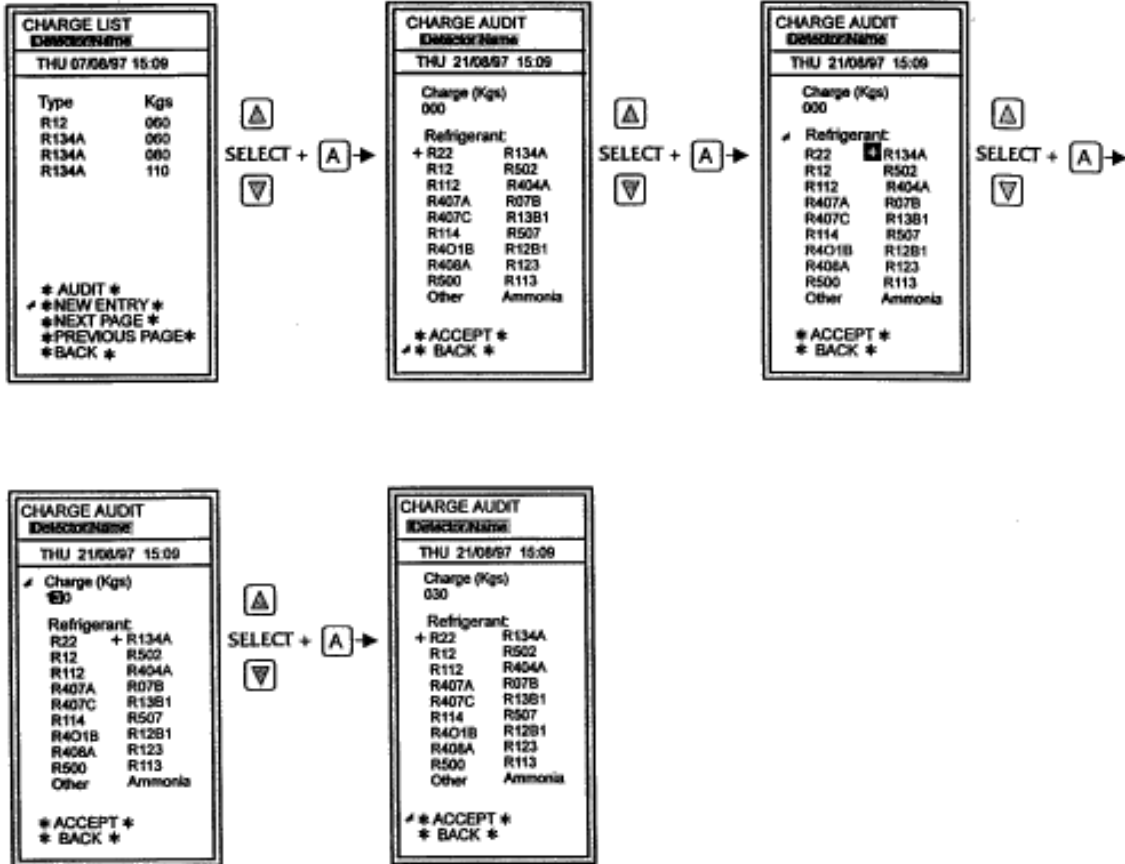 CHARGE LIST
Detector:Name
THU 07/08/97 15:09
Type Kgs
R12 060
R134A 060
R134A 080
R134A 110
* AUDIT *
* NEW ENTRY *
* NEXT PAGE *
* PREVIOUS PAGE *
* BACK *
SELECT + A
CHARGE AUDIT
Detector:Name
THU 21/08/97 15:09
Charge (Kgs)
000
Refrigerant:
+ R22 R134A
R12 R502
R112 R404A
R407A R07B
R407C R13B1
R114 R507
R4O1B R12B1
R408A R123
R500 R113
Other Ammonia
* ACCEPT *
* BACK *
SELECT + A
CHARGE AUDIT
Detector:Name
THU 21/08/97 15:09
Charge (Kgs)
000
Refrigerant:
R22 + R134A
R12 R502
R112 R404A
R407A R07B
R407C R13B1
R114 R507
R4O1B R12B1
R408A R123
R500 R113
Other Ammonia
* ACCEPT *
* BACK *
SELECT + A
CHARGE AUDIT
Detector:Name
THU 21/08/97 15:09
Charge (Kgs)
Refrigerant:
R22 + R134A
R12 R502
R112 R404A
R407A R07B
R407C R13B1
R114 R507
R4O1B R12B1
R408A R123
R500 R113
Other Ammonia
* ACCEPT *
* BACK *
SELECT + A
CHARGE AUDIT
Detector:Name
THU 21/08/97 15:09
Charge (Kgs)
030
Refrigerant:
+ R22 R134A
R12 R502
R112 R404A
R407A R07B
R407C R13B1
R114 R507
R4O1B R12B1
R408A R123
R500 R113
Other Ammonia
* ACCEPT *
* BACK *